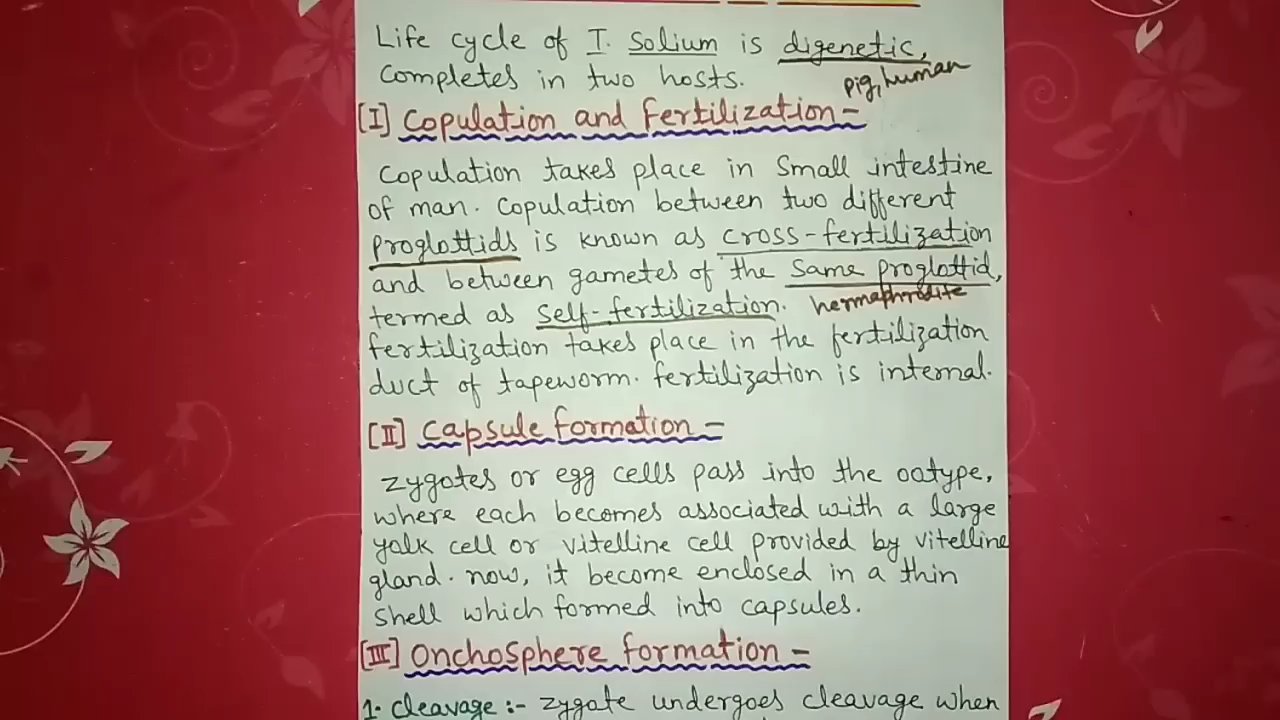 Life cycle of T. Solium is digenetic,
completes in two hosts.
pig, human
[I] Copulation and Fertilization -
Copulation takes place in Small intestine
of man. Copulation between two different
proglottids is known as cross-fertilization
and between gametes of the Same proglottid,
termed as Self-fertilization. hermaphrodite
fertilization takes place in the fertilization
duct of tapeworm. fertilization is internal.
[II] Capsule formation -
zygotes or egg cells pass into the ootype,
where each becomes associated with a large
yolk cell or vitelline cell provided by vitelline
gland. now, it become enclosed in a thin
Shell which formed into capsules.
[III] Onchosphere formation -
1. cleavage :- zygote undergoes cleavage when